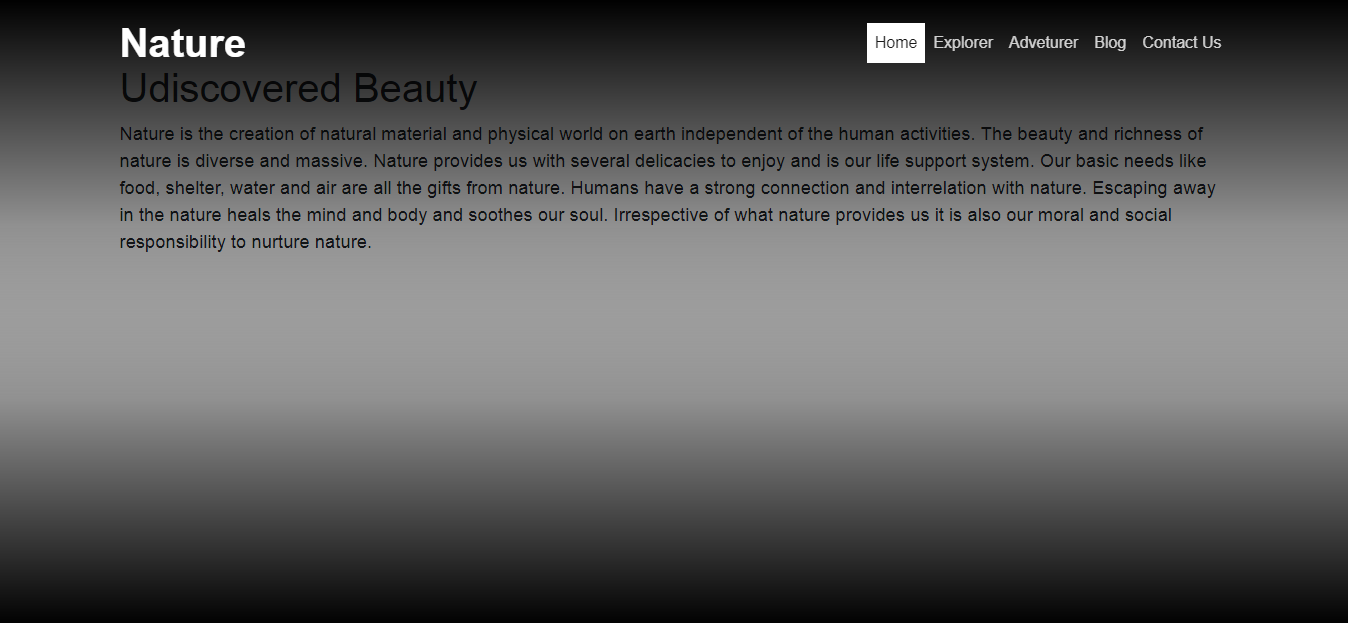 Nature
Home Explorer Adveturer Blog Contact Us
Udiscovered Beauty
Nature is the creation of natural material and physical world on earth independent of the human activities. The beauty and richness of
nature is diverse and massive. Nature provides us with several delicacies to enjoy and is our life support system. Our basic needs like
food, shelter, water and air are all the gifts from nature. Humans have a strong connection and interrelation with nature. Escaping away
in the nature heals the mind and body and soothes our soul. Irrespective of what nature provides us it is also our moral and social
responsibility to nurture nature.